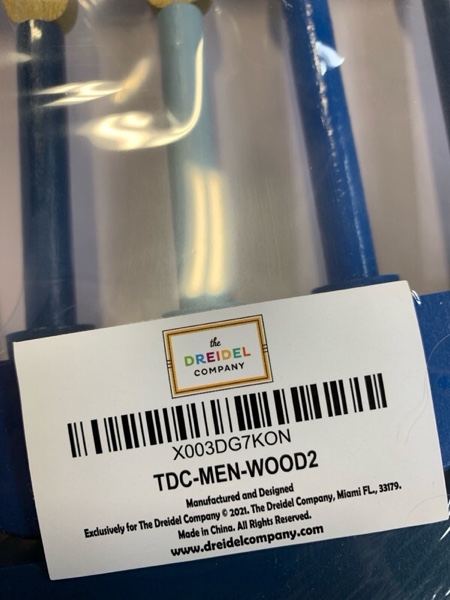 the
DREIDEL
COMPANY
X003DG7KON
TDC-MEN-WOOD2
Manufactured and Designed
Exclusively for The Dreidel Company © 2021. The Dreidel Company, Miami FL., 33179.
Made in China. All Rights Reserved.
www.dreidelcompany.com